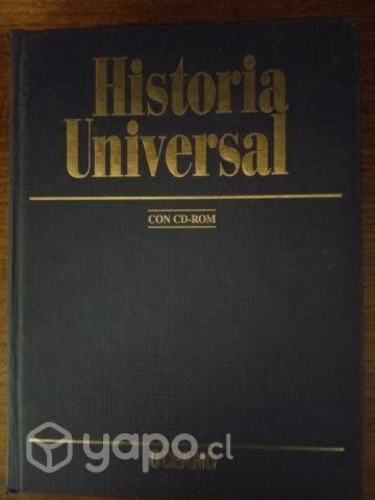 Historia
Universal
CON CD-ROM
yapo.cl